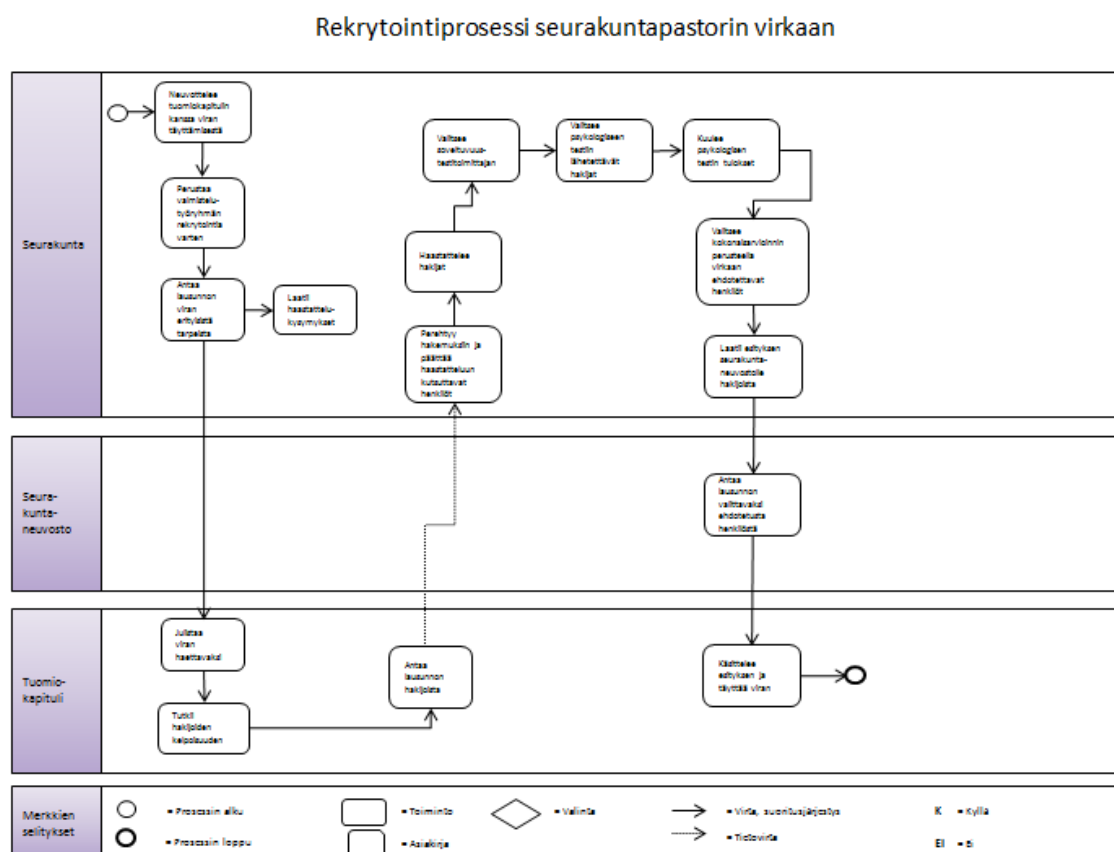 Rekrytointiprosessi seurakuntapastorin virkaan
Seurakunta
Neuvottelee
tuomiokapitulin
kanssa viran
täyttämisestä
Perustaa
valmistelu-
työryhmän
rekrytointia
varten
Antaa
lausunnon
viran
erityisistä
tarpeista
Laatii
haastattelu-
kysymykset
Valitsee
soveltuvuus-
testitoimittajan
Haastattelee
hakijat
Perehtyy
hakemuksiin ja
päättää
haastatteluun
kutsuttavat
henkilöt
Valitsee
psykologiseen
testiin
lähetettävät
hakijat
Kuulee
psykologisen
testin tulokset
Valitsee
kokonaisarvioinnin
perusteella
virkaan
ehdotettavat
henkilöt
Laatii esityksen
seurakunta-
neuvostolle
hakijoista
Seura-
kunta-
neuvosto
Antaa
lausunnon
valittavaksi
ehdotetusta
henkilöstä
Tuomio-
kapituli
Julistaa
viran
haettavaksi
Tutkii
hakijoiden
kelpoisuuden
Antaa
lausunnon
hakijoista
Käsittelee
esityksen ja
täyttää viran
Merkkien
selitykset
= Prosessin alku
= Prosessin loppu
= Toiminto
= Asiakirja
= Valinta
= Virta, suoritusjärjestys
= Tietovirta
K = Kyllä
EI = Ei